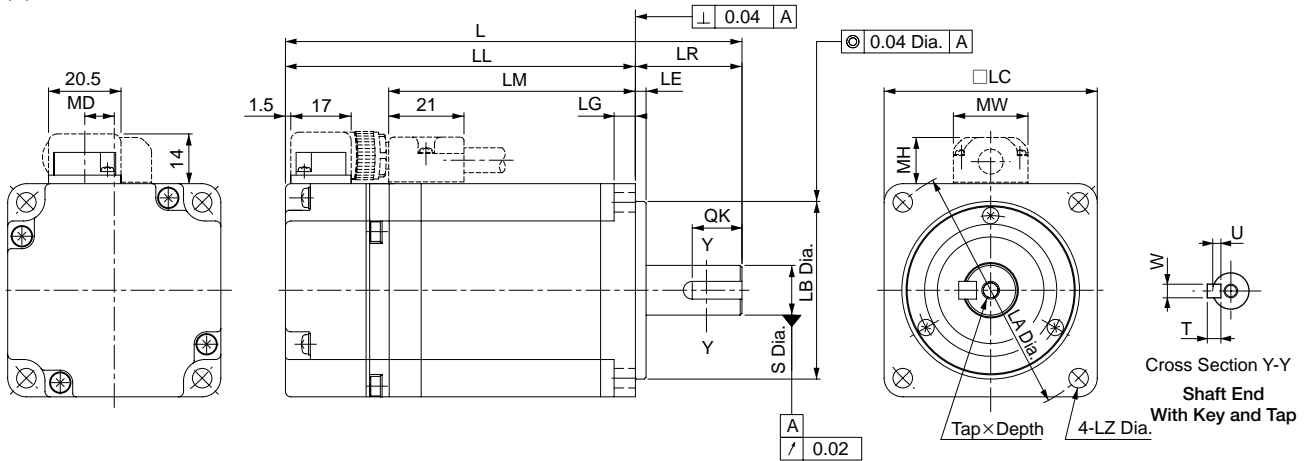 ⊥ 0.04 A
L
◎ 0.04 Dia. A
LL
LR
20.5
LM
LE
□LC
MD
1.5
17
21
LG
MW
14
MH
QK
U
Y
W
LB Dia.
LA Dia.
T
Y
S Dia.
Cross Section Y-Y
Shaft End
With Key and Tap
Tap×Depth
4-LZ Dia.
A
↗ 0.02